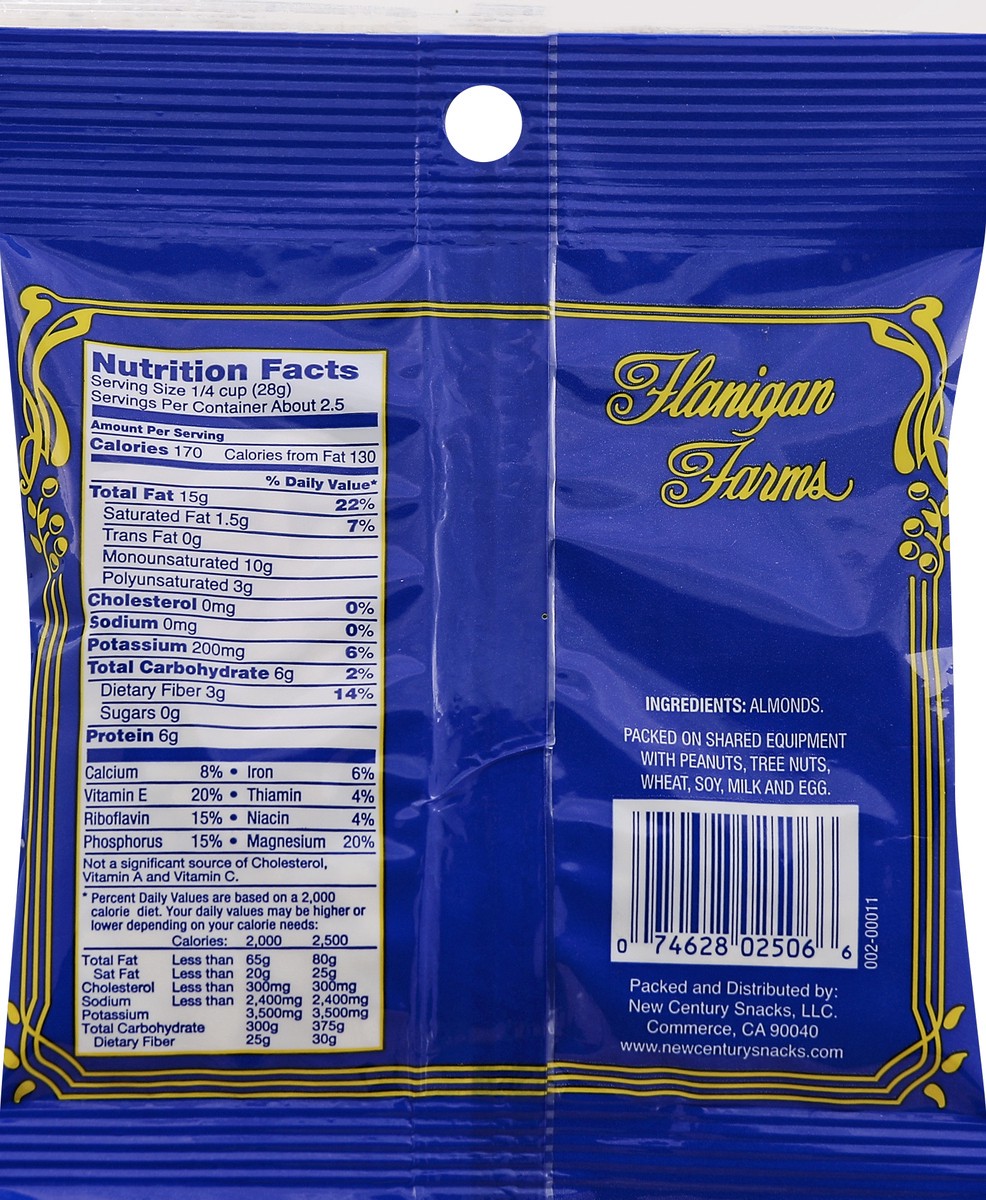 Nutrition Facts
Serving Size 1/4 cup (28g)
Servings Per Container About 2.5
Amount Per Serving
Calories 170 Calories from Fat 130
% Daily Value*
Total Fat 15g 22%
Saturated Fat 1.5g 7%
Trans Fat 0g
Monounsaturated 10g
Polyunsaturated 3g
Cholesterol 0mg 0%
Sodium 0mg 0%
Potassium 200mg 6%
Total Carbohydrate 6g 2%
Dietary Fiber 3g 14%
Sugars 0g
Protein 6g
Calcium 8% • Iron 6%
Vitamin E 20% • Thiamin 4%
Riboflavin 15% • Niacin 4%
Phosphorus 15% • Magnesium 20%
Not a significant source of Cholesterol,
Vitamin A and Vitamin C.
* Percent Daily Values are based on a 2,000
calorie diet. Your daily values may be higher or
lower depending on your calorie needs:
Calories: 2,000 2,500
Total Fat Less than 65g 80g
Sat Fat Less than 20g 25g
Cholesterol Less than 300mg 300mg
Sodium Less than 2,400mg 2,400mg
Potassium 3,500mg 3,500mg
Total Carbohydrate 300g 375g
Dietary Fiber 25g 30g
Flanigan
Farms
INGREDIENTS: ALMONDS.
PACKED ON SHARED EQUIPMENT
WITH PEANUTS, TREE NUTS,
WHEAT, SOY, MILK AND EGG.
0 74628 02506 6
002-00011
Packed and Distributed by:
New Century Snacks, LLC.
Commerce, CA 90040
www.newcenturysnacks.com